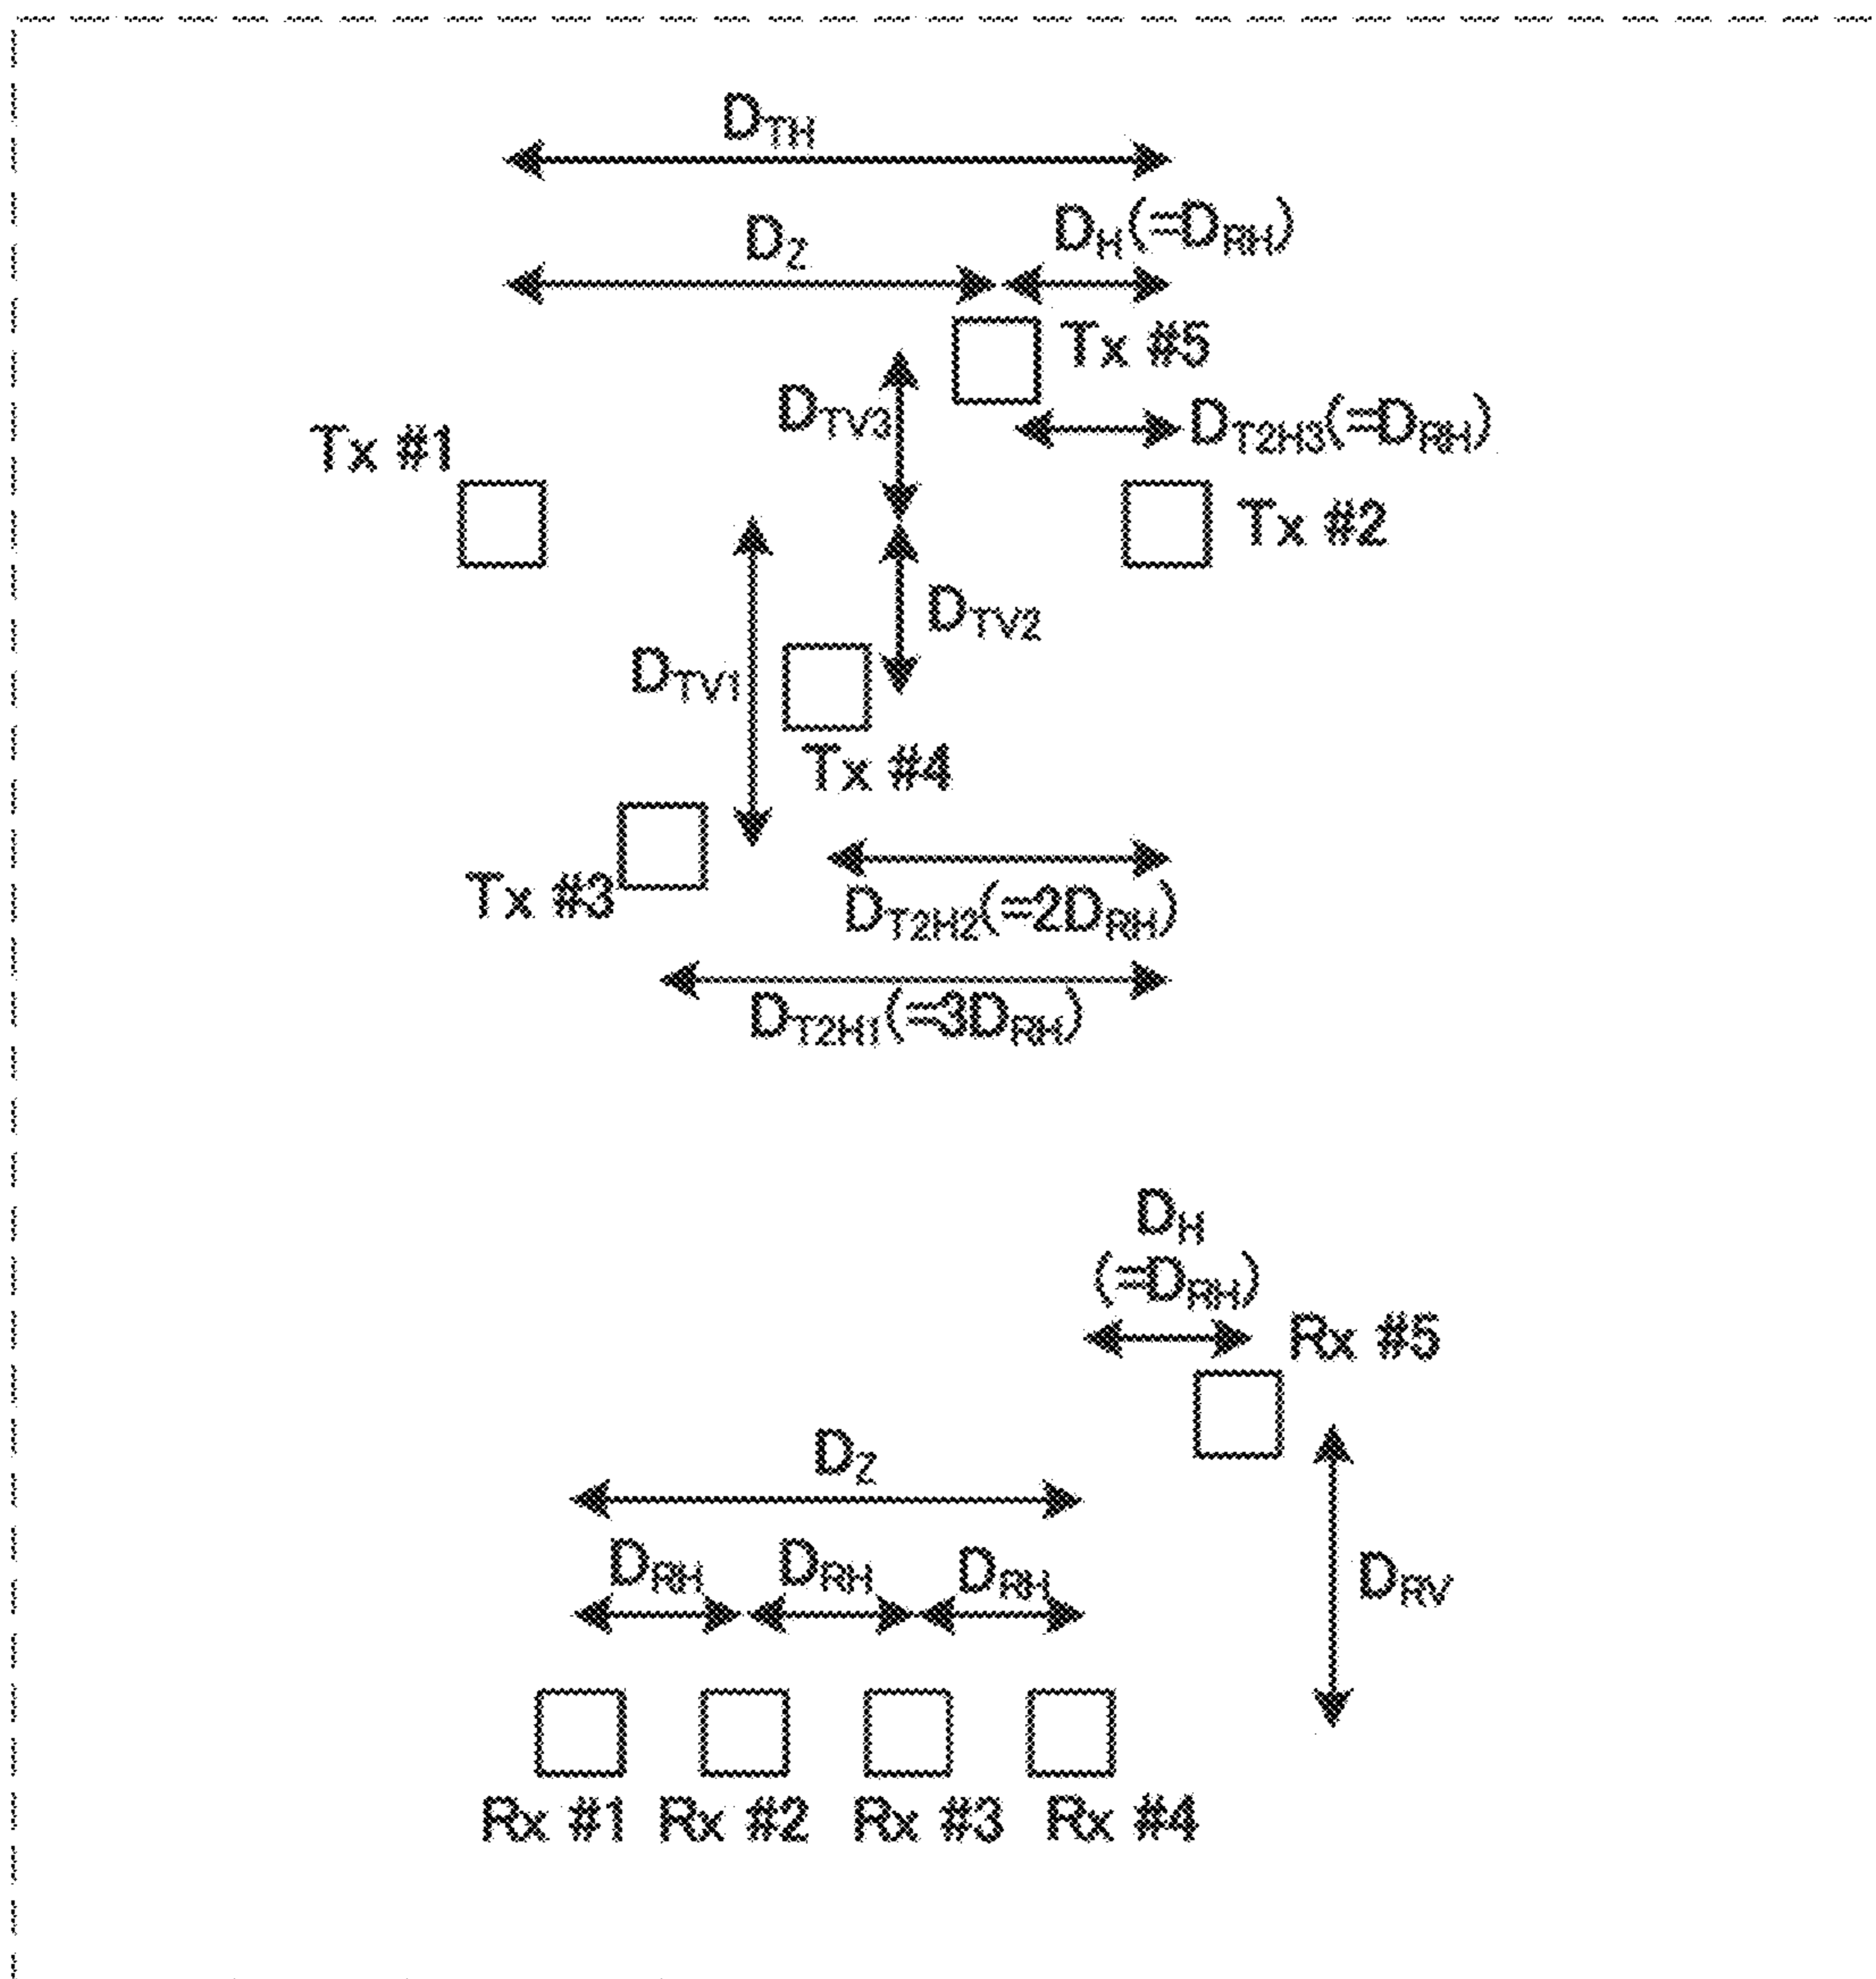 DTH
D2 DH(=DRH)
Tx #5
DTV3
DT2H3(=DRH)
Tx #1
Tx #2
DTV2
DTV1
Tx #4
Tx #3
DT2H2(=2DRH)
DT2H1(=3DRH)
DH
(=DRH)
Rx #5
D2
DRH DRH DRH
DRV
Rx #1 Rx #2 Rx #3 Rx #4